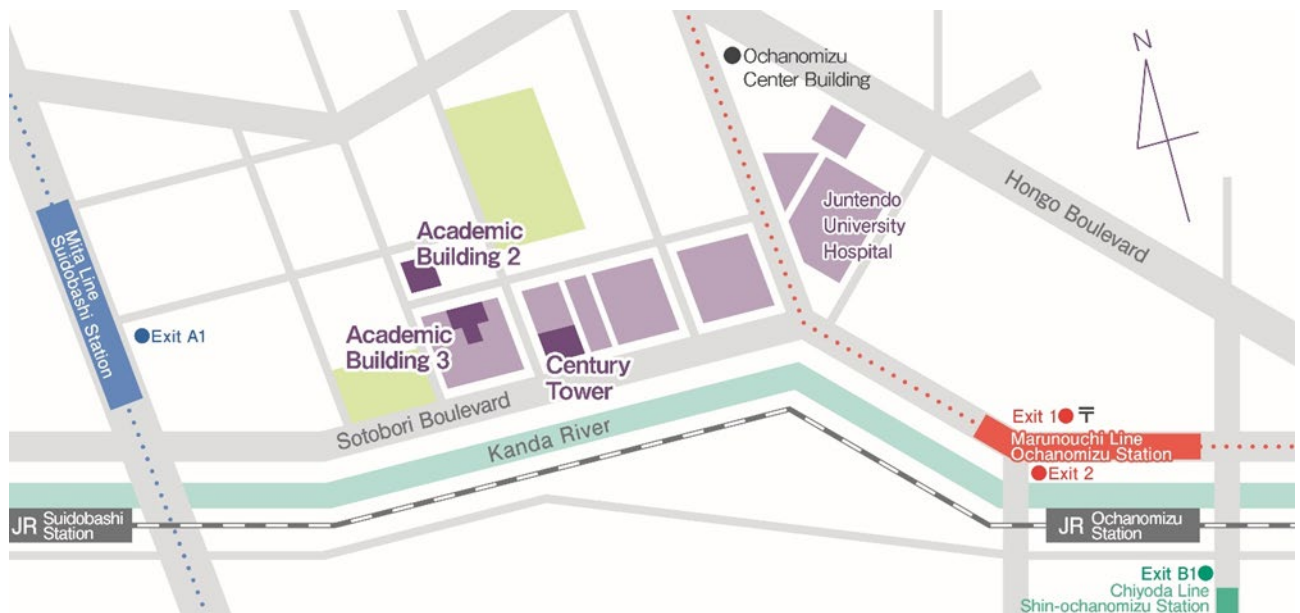 N
Ochanomizu
Center Building
Hongo Boulevard
Juntendo
University
Hospital
Academic
Building 2
Mita Line
Suidobashi Station
Exit A1
Academic
Building 3
Century
Tower
Sotobori Boulevard
Kanda River
Exit 1 〒
Marunouchi Line
Ochanomizu Station
Exit 2
JR Suidobashi
Station
JR Ochanomizu
Station
Exit B1
Chiyoda Line
Shin-ochanomizu Station